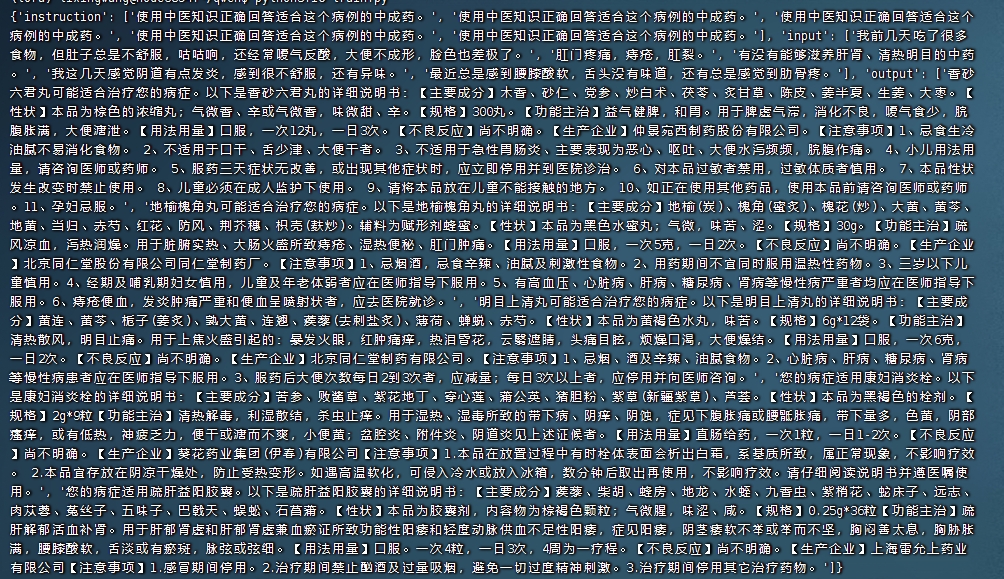 {'instruction': ['使用中医知识正确回答适合这个病例的中成药。', '使用中医知识正确回答适合这个病例的中成药。', '使用中医知识正确回答适合这个
病例的中成药。', '使用中医知识正确回答适合这个病例的中成药。', '使用中医知识正确回答适合这个病例的中成药。'], 'input': ['我前几天吃了很多
食物，但肚子总是不舒服，咕咕响，还经常嗳气反酸，大便不成形，脸色也差极了。', '肛门疼痛，痔疮，肛裂。', '有没有能够滋养肝肾、清热明目的中药
。', '我这几天感觉阴道有点发炎，感到很不舒服，还有异味。', '最近总是感到腰膝酸软，舌头没有味道，还有总是感觉到肋骨疼。'], 'output': ['香砂
六君丸可能适合治疗您的病症。以下是香砂六君丸的详细说明书：【主要成分】木香、砂仁、党参、炒白术、茯苓、炙甘草、陈皮、姜半夏、生姜、大枣。【
性状】本品为棕色的浓缩丸；气微香、辛或气微香，味微甜、辛。【规格】300丸。【功能主治】益气健脾，和胃。用于脾虚气滞，消化不良，嗳气食少，脘
腹胀满，大便溏泄。【用法用量】口服，一次12丸，一日3次。【不良反应】尚不明确。【生产企业】仲景宛西制药股份有限公司。【注意事项】1、忌食生冷
油腻不易消化食物。 2、不适用于口干、舌少津、大便干者。 3、不适用于急性胃肠炎、主要表现为恶心、呕吐、大便水泻频频，脘腹作痛。 4、小儿用法用
量，请咨询医师或药师。 5、服药三天症状无改善，或出现其他症状时，应立即停用并到医院诊治。 6、对本品过敏者禁用，过敏体质者慎用。 7、本品性状
发生改变时禁止使用。 8、儿童必须在成人监护下使用。 9、请将本品放在儿童不能接触的地方。 10、如正在使用其他药品，使用本品前请咨询医师或药师
。11、孕妇忌服。', '地榆槐角丸可能适合治疗您的病症。以下是地榆槐角丸的详细说明书：【主要成分】地榆(炭)、槐角(蜜炙)、槐花(炒)、大黄、黄芩、
地黄、当归、赤芍、红花、防风、荆芥穗、枳壳(麸炒)。辅料为赋形剂蜂蜜。【性状】本品为黑色水蜜丸；气微，味苦、涩。【规格】30g。【功能主治】疏
风凉血，泻热润燥。用于脏腑实热、大肠火盛所致痔疮、湿热便秘、肛门肿痛。【用法用量】口服，一次5克，一日2次。【不良反应】尚不明确。【生产企业
】北京同仁堂股份有限公司同仁堂制药厂。【注意事项】1、忌烟酒，忌食辛辣、油腻及刺激性食物。2、用药期间不宜同时服用温热性药物。3、三岁以下儿
童慎用。4、经期及哺乳期妇女慎用，儿童及年老体弱者应在医师指导下服用。5、有高血压、心脏病、肝病、糖尿病、肾病等慢性病严重者均应在医师指导下
服用。6、痔疮便血，发炎肿痛严重和便血呈喷射状者，应去医院就诊。', '明目上清丸可能适合治疗您的病症。以下是明目上清丸的详细说明书：【主要成
分】黄连、黄芩、栀子(姜炙)、熟大黄、连翘、蒺藜(去刺盐炙)、薄荷、蝉蜕、赤芍。【性状】本品为黄褐色水丸，味苦。【规格】6g*12袋。【功能主治】
清热散风，明目止痛。用于上焦火盛引起的：暴发火眼，红肿痛痒，热泪昏花，云翳遮睛，头痛目眩，烦燥口渴，大便燥结。【用法用量】口服，一次6克，
一日2次。【不良反应】尚不明确。【生产企业】北京同仁堂制药有限公司。【注意事项】1、忌烟、酒及辛辣、油腻食物。2、心脏病、肝病、糖尿病、肾病
等慢性病患者应在医师指导下服用。3、服药后大便次数每日2到3次者，应减量；每日3次以上者，应停用并向医师咨询。', '您的病症适用康妇消炎栓。以下
是康妇消炎栓的详细说明书：【主要成分】苦参、败酱草、紫花地丁、穿心莲、蒲公英、猪胆粉、紫草(新疆紫草)、芦荟。【性状】本品为黑褐色的栓剂。【
规格】2g*9粒【功能主治】清热解毒，利湿散结，杀虫止痒。用于湿热、湿毒所致的带下病、阴痒、阴蚀，症见下腹胀痛或腰骶胀痛，带下量多，色黄，阴部
瘙痒，或有低热，神疲乏力，便干或溏而不爽，小便黄；盆腔炎、附件炎、阴道炎见上述证候者。【用法用量】直肠给药，一次1粒，一日1-2次。【不良反应
】尚不明确。【生产企业】葵花药业集团(伊春)有限公司【注意事项】1.本品在放置过程中有时栓体表面会析出白霜，系基质所致，属正常现象，不影响疗效
。 2.本品宜存放在阴凉干燥处，防止受热变形。如遇高温软化，可侵入冷水或放入冰箱，数分钟后取出再使用，不影响疗效。请仔细阅读说明书并遵医嘱使
用。', '您的病症适用疏肝益阳胶囊。以下是疏肝益阳胶囊的详细说明书：【主要成分】蒺藜、柴胡、蜂房、地龙、水蛭、九香虫、紫梢花、蛇床子、远志、
肉苁蓉、菟丝子、五味子、巴戟天、蜈蚣、石菖蒲。【性状】本品为胶囊剂，内容物为棕褐色颗粒；气微腥，味涩、咸。【规格】0.25g*36粒【功能主治】疏
肝解郁活血补肾。用于肝郁肾虚和肝郁肾虚兼血瘀证所致功能性阳痿和轻度动脉供血不足性阳痿，症见阳痿，阴茎痿软不举或举而不坚，胸闷善太息，胸胁胀
满，腰膝酸软，舌淡或有瘀斑，脉弦或弦细。【用法用量】口服。一次4粒，一日3次，4周为一疗程。【不良反应】尚不明确。【生产企业】上海雷允上药业
有限公司【注意事项】1.感冒期间停用。2.治疗期间禁止酗酒及过量吸烟，避免一切过度精神刺激。3.治疗期间停用其它治疗药物。']}